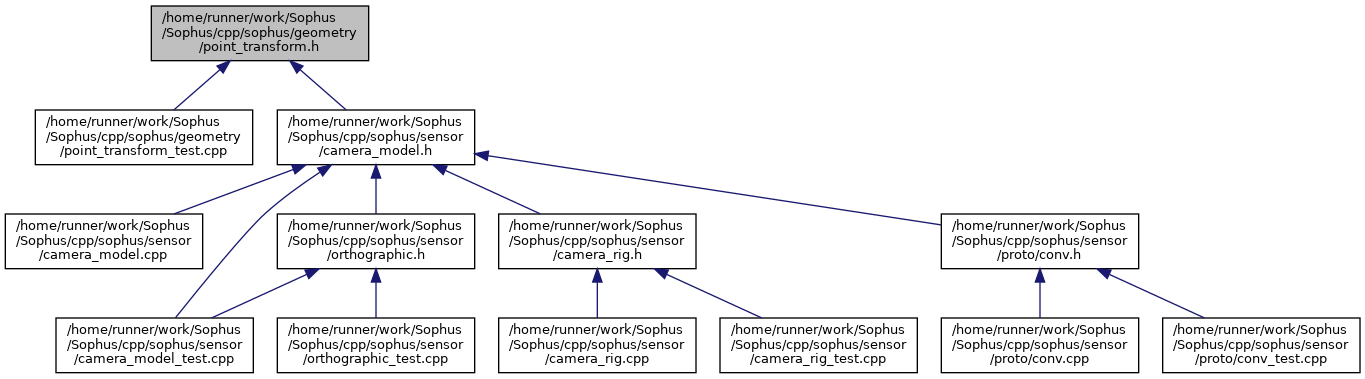 /home/runner/work/Sophus
/Sophus/cpp/sophus/geometry
/point_transform.h
/home/runner/work/Sophus
/Sophus/cpp/sophus/geometry
/point_transform_test.cpp
/home/runner/work/Sophus
/Sophus/cpp/sophus/sensor
/camera_model.h
/home/runner/work/Sophus
/Sophus/cpp/sophus/sensor
/camera_model.cpp
/home/runner/work/Sophus
/Sophus/cpp/sophus/sensor
/orthographic.h
/home/runner/work/Sophus
/Sophus/cpp/sophus/sensor
/camera_rig.h
/home/runner/work/Sophus
/Sophus/cpp/sophus/sensor
/proto/conv.h
/home/runner/work/Sophus
/Sophus/cpp/sophus/sensor
/camera_model_test.cpp
/home/runner/work/Sophus
/Sophus/cpp/sophus/sensor
/orthographic_test.cpp
/home/runner/work/Sophus
/Sophus/cpp/sophus/sensor
/camera_rig.cpp
/home/runner/work/Sophus
/Sophus/cpp/sophus/sensor
/camera_rig_test.cpp
/home/runner/work/Sophus
/Sophus/cpp/sophus/sensor
/proto/conv.cpp
/home/runner/work/Sophus
/Sophus/cpp/sophus/sensor
/proto/conv_test.cpp